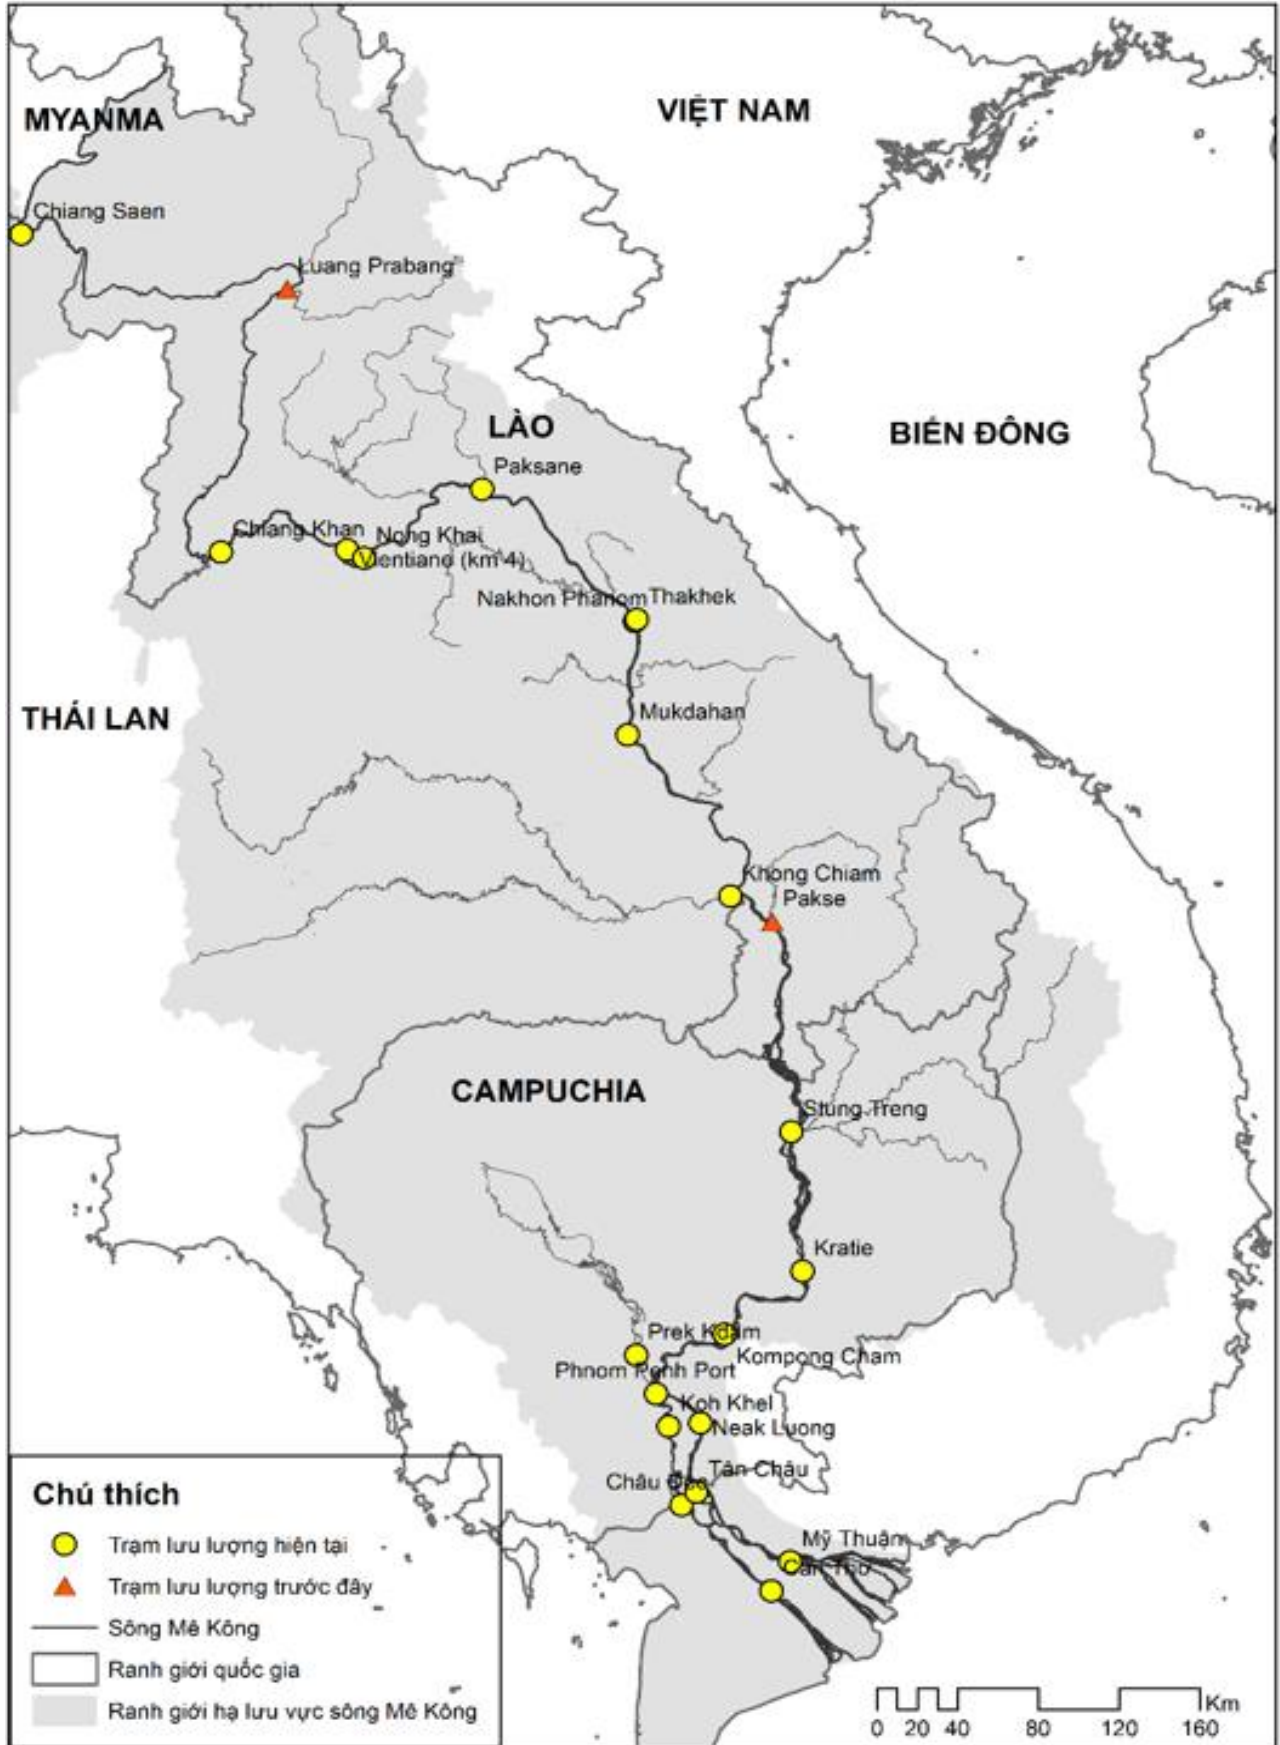 MYANMA
VIỆT NAM
Chiang Saen
Luang Prabang
LÀO
BIỂN ĐÔNG
Paksane
Chiang Khan
Nong Khai
Vientiane (km 4)
Nakhon Phanom
Thakhek
THÁI LAN
Mukdahan
Khong Chiam
Pakse
CAMPUCHIA
Stung Treng
Kratie
Prek Kdam
Kompong Cham
Phnom Penh Port
Koh Khel
Neak Luong
Tân Châu
Châu Đốc
Mỹ Thuận
Cần Thơ
Chú thích
Trạm lưu lượng hiện tại
Trạm lưu lượng trước đây
Sông Mê Kông
Ranh giới quốc gia
Ranh giới hạ lưu vực sông Mê Kông
Km
0 20 40 80 120 160